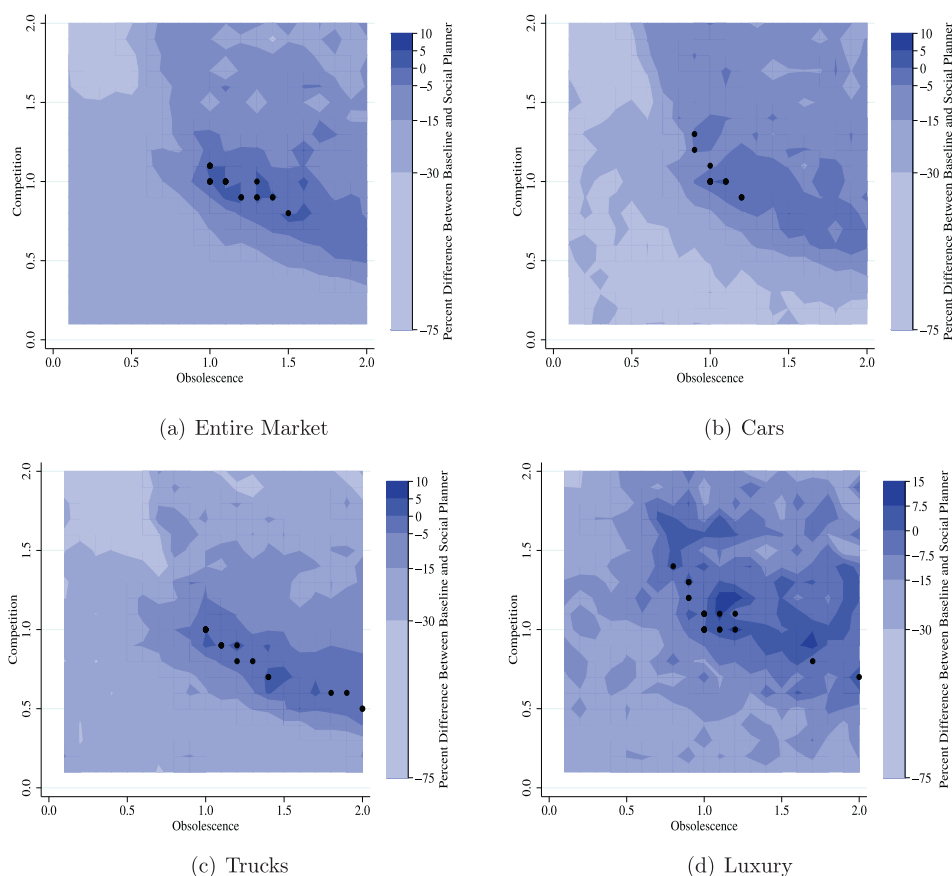 2.0
1.5
1.0
0.5
0.0
Competition
0.0 0.5 1.0 1.5 2.0
Obsolescence
10
5
0
−5
−15
−30
−75
Percent Difference Between Baseline and Social Planner
(a) Entire Market
2.0
1.5
1.0
0.5
0.0
Competition
0.0 0.5 1.0 1.5 2.0
Obsolescence
10
5
0
−5
−15
−30
−75
Percent Difference Between Baseline and Social Planner
(b) Cars
2.0
1.5
1.0
0.5
0.0
Competition
0.0 0.5 1.0 1.5 2.0
Obsolescence
10
5
0
−5
−15
−30
−75
Percent Difference Between Baseline and Social Planner
(c) Trucks
2.0
1.5
1.0
0.5
0.0
Competition
0.0 0.5 1.0 1.5 2.0
Obsolescence
15
7.5
0
−7.5
−15
−30
−75
Percent Difference Between Baseline and Social Planner
(d) Luxury